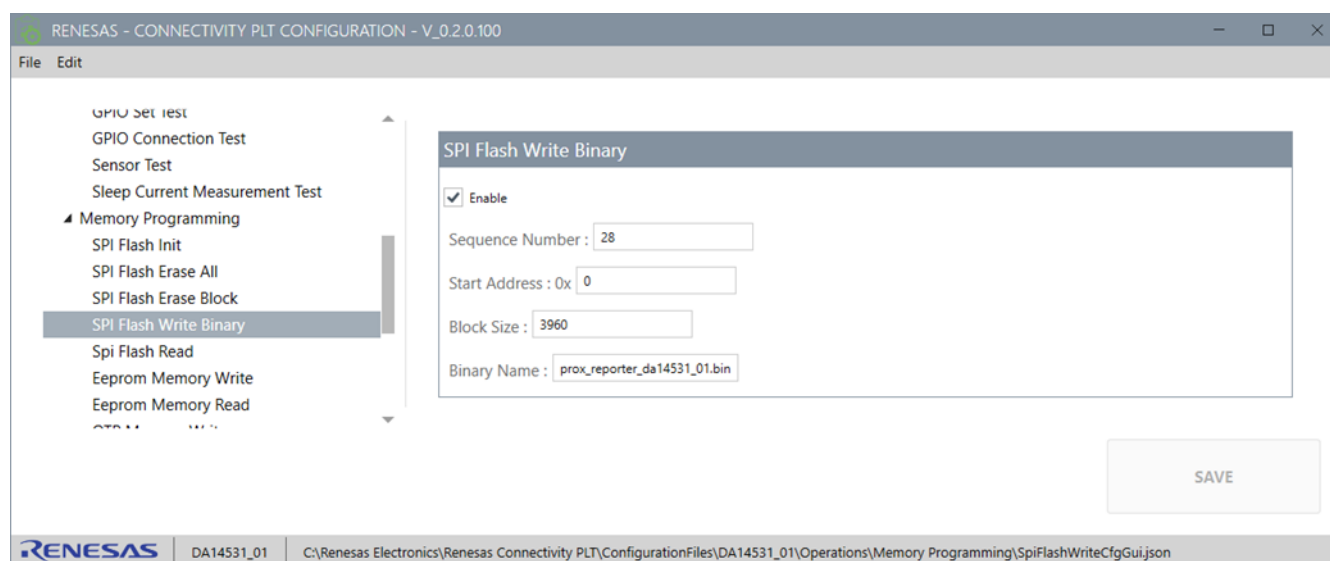 RENESAS - CONNECTIVITY PLT CONFIGURATION - V_0.2.0.100
File Edit
GPIO Set Test
GPIO Connection Test
Sensor Test
Sleep Current Measurement Test
Memory Programming
SPI Flash Init
SPI Flash Erase All
SPI Flash Erase Block
SPI Flash Write Binary
Spi Flash Read
Eeprom Memory Write
Eeprom Memory Read
SPI Flash Write Binary
Enable
Sequence Number : 28
Start Address : 0x 0
Block Size : 3960
Binary Name : prox_reporter_da14531_01.bin
SAVE
RENESAS DA14531_01 C:\Renesas Electronics\Renesas Connectivity PLT\ConfigurationFiles\DA14531_01\Operations\Memory Programming\SpiFlashWriteCfgGui.json